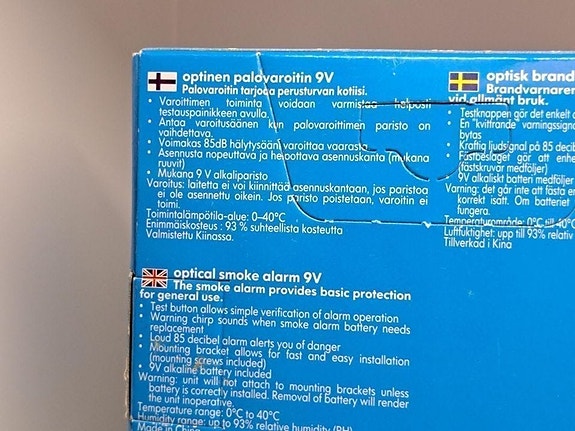 optinen palovaroitin 9V
Palovaroitin tarjoaa perusturvan kotiisi.
• Varoittimen toiminta voidaan varmistaa helposti
testauspainikkeen avulla.
• Antaa varoitusäänen kun palovaroittimen paristo on
vaihdettava.
• Voimakas 85dB hälytysääni varoittaa vaarasta
• Asennusta nopeuttava ja helpottava asennuskanta (mukana
ruuvit)
• Mukana 9 V alkaliparisto
Varoitus: laitetta ei voi kiinnittää asennuskantaan, jos paristoa
ei ole asennettu oikein. Jos paristo poistetaan, varoitin ei
toimi.
Toimintalämpötila-alue: 0–40°C
Enimmäiskosteus : 93 % suhteellista kosteutta
Valmistettu Kiinassa.
optical smoke alarm 9V
The smoke alarm provides basic protection
for general use.
• Test button allows simple verification of alarm operation
• Warning chirp sounds when smoke alarm battery needs
replacement
• Loud 85 decibel alarm alerts you of danger
• Mounting bracket allows for fast and easy installation
(mounting screws included)
• 9V alkaline battery included
Warning: unit will not attach to mounting brackets unless
battery is correctly installed. Removal of battery will render
the unit inoperative.
Temperature range: 0°C to 40°C
Humidity range: up to 93% relative humidity (RH)
Made in China
optisk brand
Brandvarnaren
vid allmänt bruk.
• Testknappen gör det enkelt a
• En "kvittrande varningssigna
bytas
• Kraftig ljudsignal på 85 decibel
• Fästbeslaget gör att enhe
(fästskruvar medföljer)
• 9V alkaliskt batteri medföljer
Varning: det går inte att fästa en
korrekt isatt. Om batteriet
fungera.
Temperaturområde: 0°C till 40°C
Luftfuktighet: upp till 93% relativ
Tillverkad i Kina